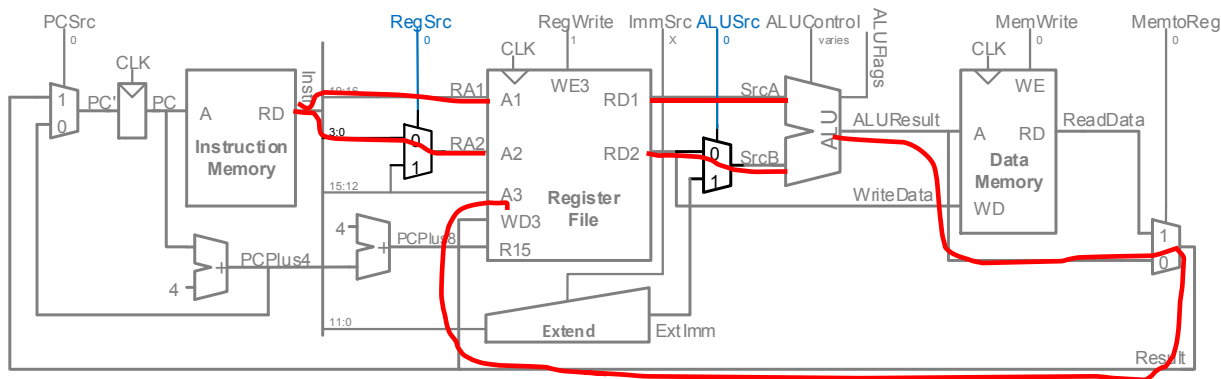 PCSrc
0
RegSrc
0
RegWrite
1
ImmSrc
X
ALUSrc
0
ALUControl
varies
ALUFlags
MemWrite
0
MemtoReg
0
CLK
CLK
CLK
1
0
PC'
PC
A
RD
Instruction
Memory
Instr
19:16
3:0
15:12
11:0
RA1
0
1
RA2
A1
A2
A3
WD3
R15
WE3
RD1
RD2
Register
File
SrcA
0
1
SrcB
ALU
ALUResult
WriteData
A
RD
WE
Data
Memory
WD
ReadData
1
0
4
+
PCPlus4
4
+
PCPlus8
Extend
ExtImm
Result